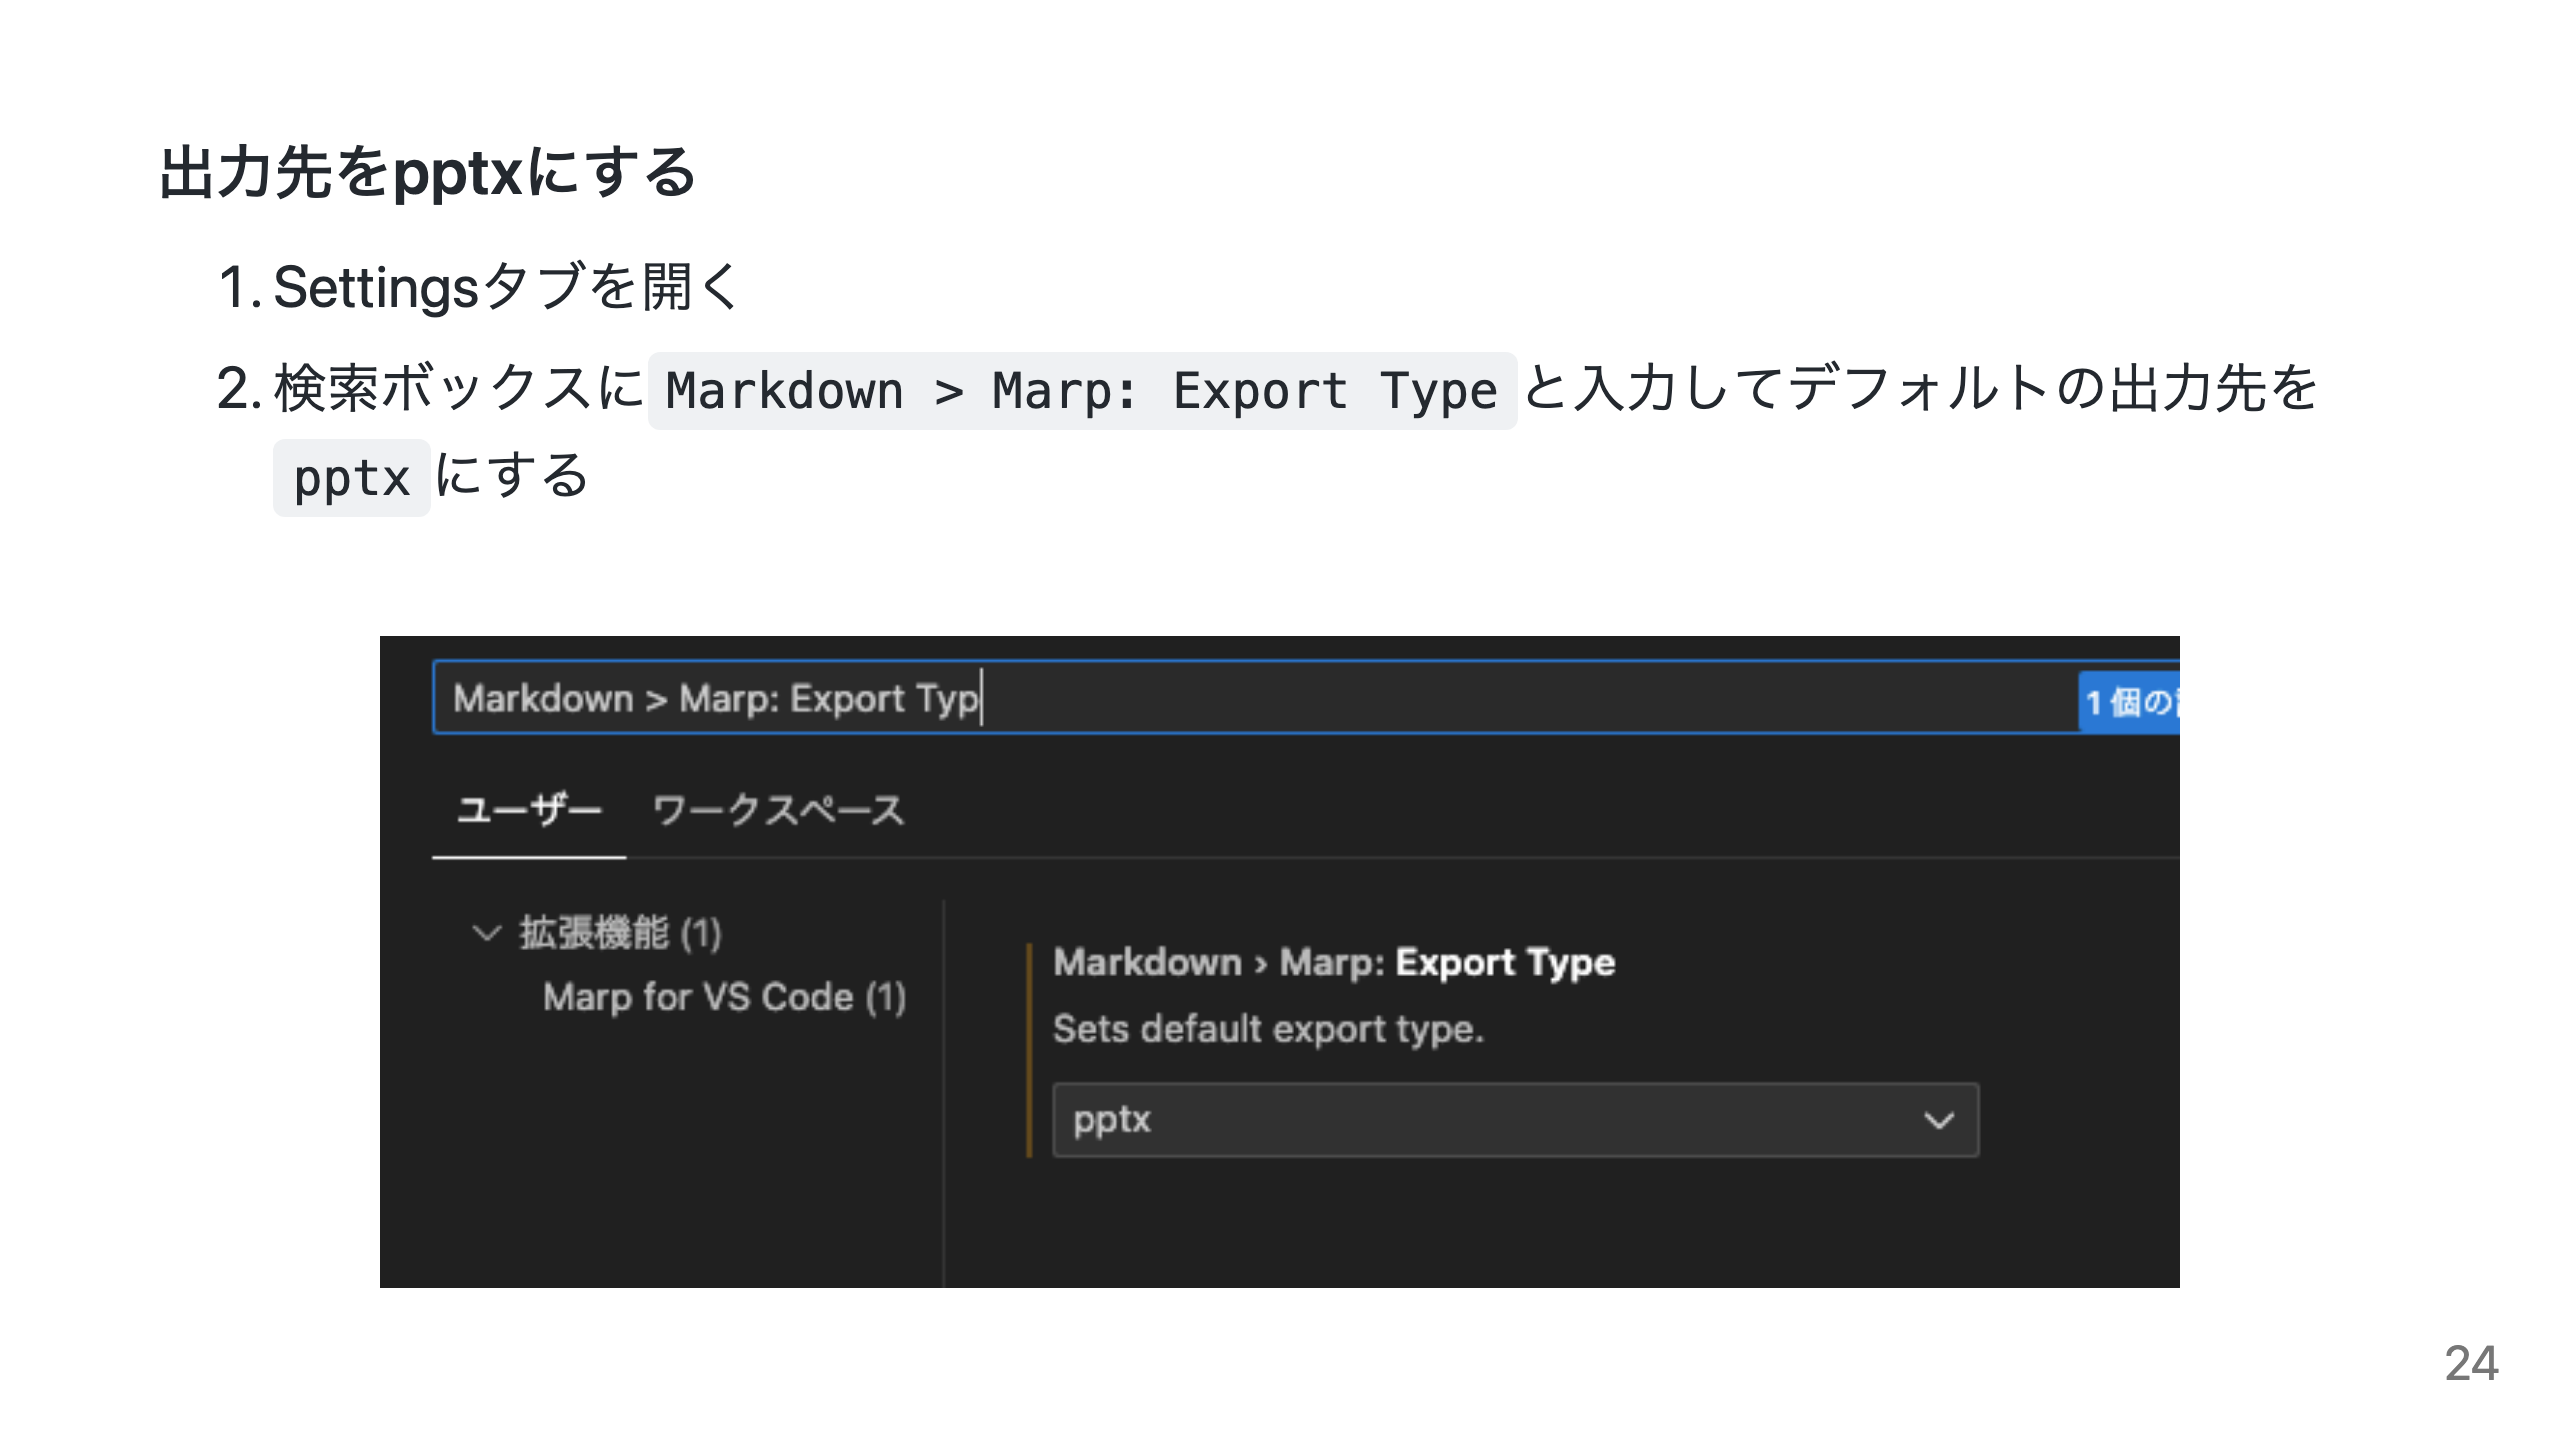 出力先をpptxにする
1. Settingsタブを開く
2. 検索ボックスに Markdown > Marp: Export Type と入力してデフォルトの出力先を
pptx にする
Markdown > Marp: Export Typ
1 個の
ユーザー ワークスペース
拡張機能 (1)
Marp for VS Code (1)
Markdown › Marp: Export Type
Sets default export type.
pptx
24